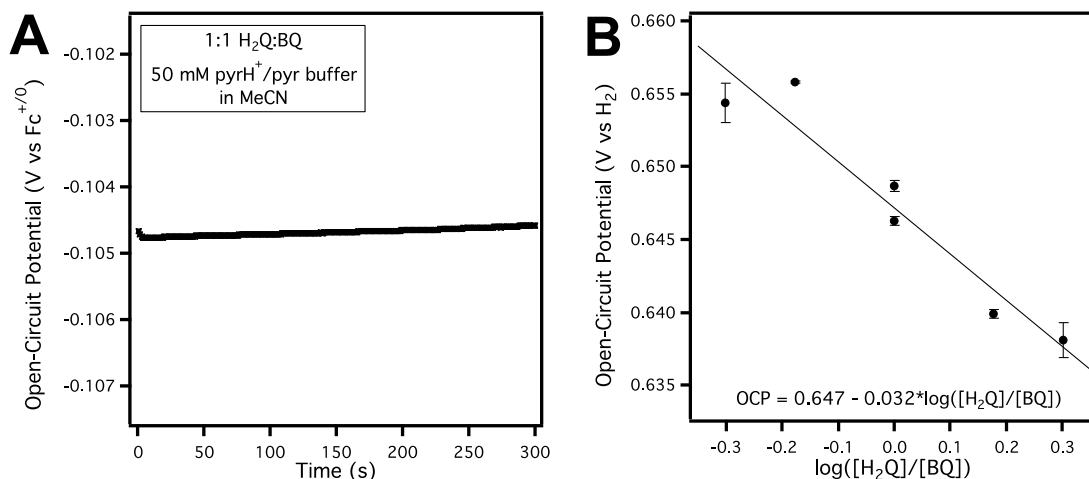 A
Open-Circuit Potential (V vs Fc⁺ᐟ⁰)
-0.102
-0.103
-0.104
-0.105
-0.106
-0.107
1:1 H₂Q:BQ
50 mM pyrH⁺/pyr buffer
in MeCN
0 50 100 150 200 250 300
Time (s)
B
Open-Circuit Potential (V vs H₂)
0.660
0.655
0.650
0.645
0.640
0.635
OCP = 0.647 - 0.032*log([H₂Q]/[BQ])
-0.3 -0.2 -0.1 0.0 0.1 0.2 0.3
log([H₂Q]/[BQ])